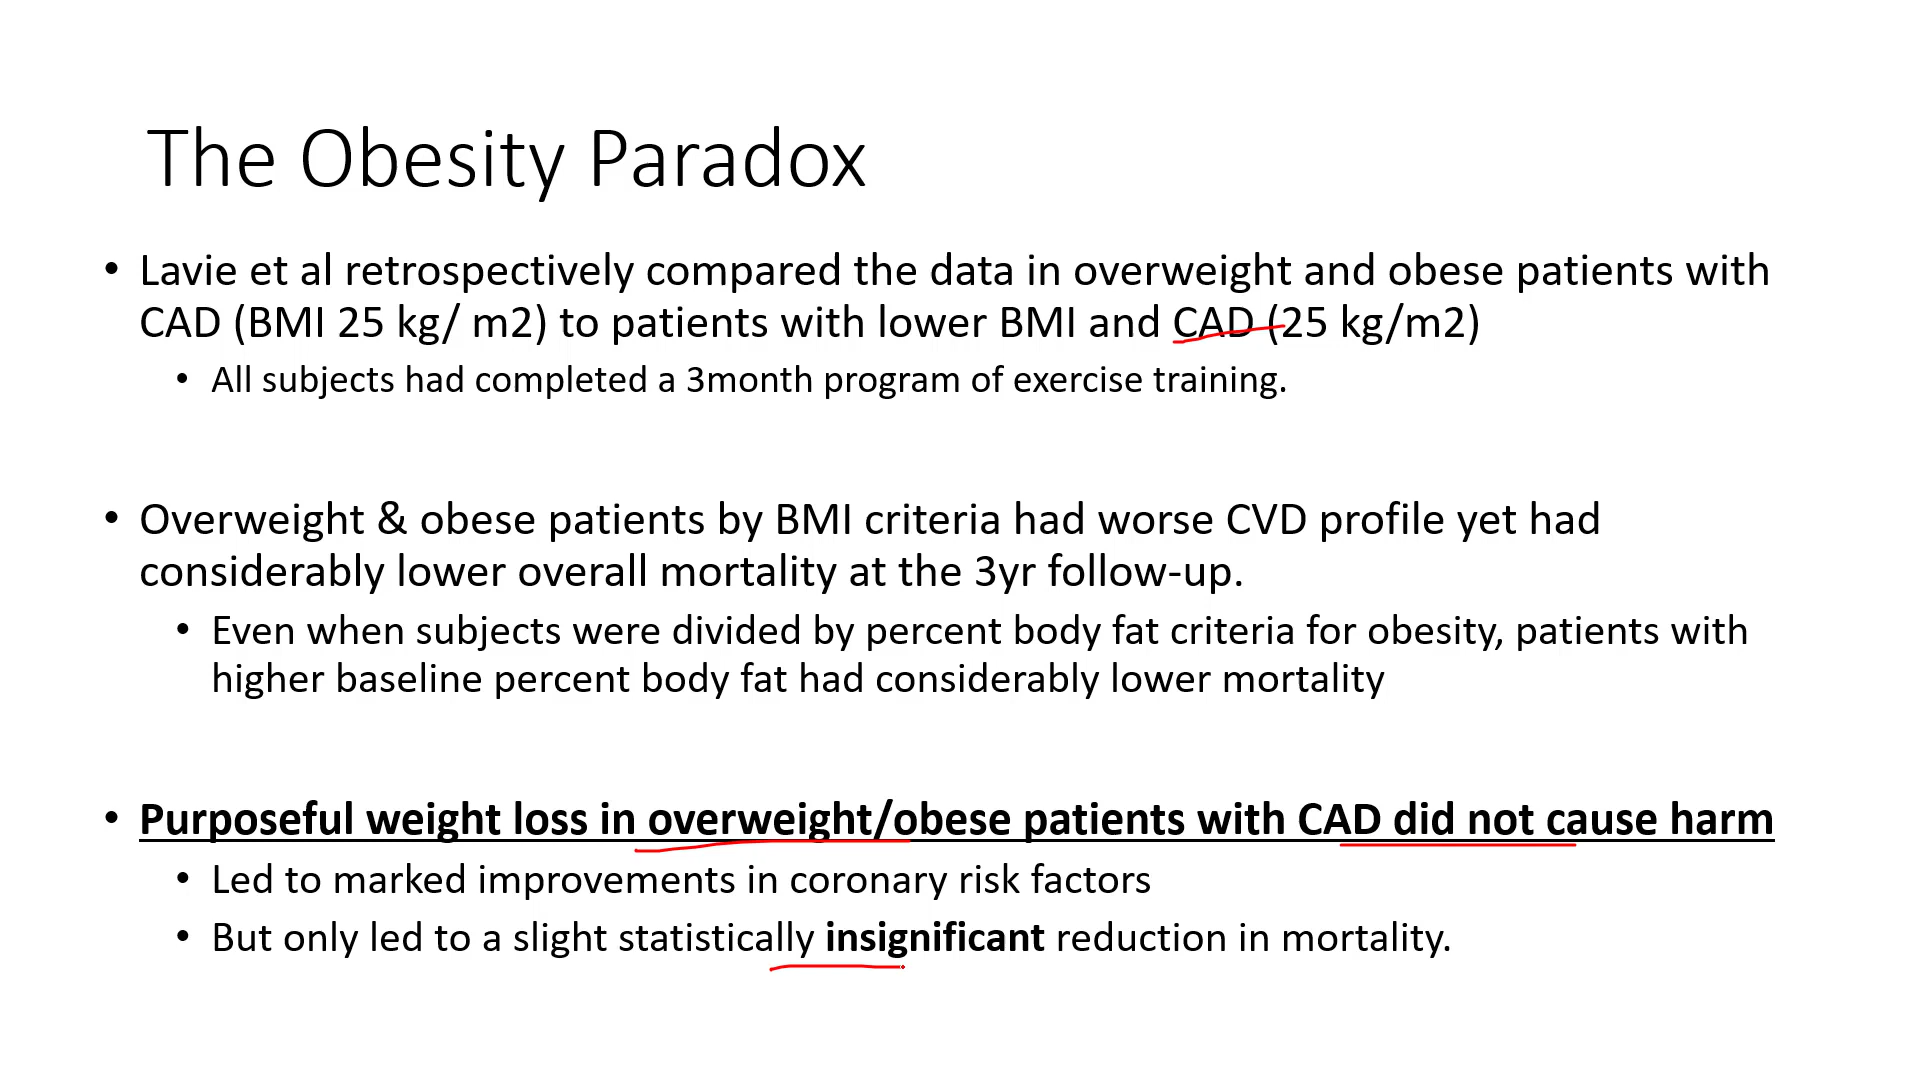 The Obesity Paradox
• Lavie et al retrospectively compared the data in overweight and obese patients with
CAD (BMI 25 kg/ m2) to patients with lower BMI and CAD (25 kg/m2)
• All subjects had completed a 3month program of exercise training.
• Overweight & obese patients by BMI criteria had worse CVD profile yet had
considerably lower overall mortality at the 3yr follow-up.
• Even when subjects were divided by percent body fat criteria for obesity, patients with
higher baseline percent body fat had considerably lower mortality
• Purposeful weight loss in overweight/obese patients with CAD did not cause harm
• Led to marked improvements in coronary risk factors
• But only led to a slight statistically insignificant reduction in mortality.